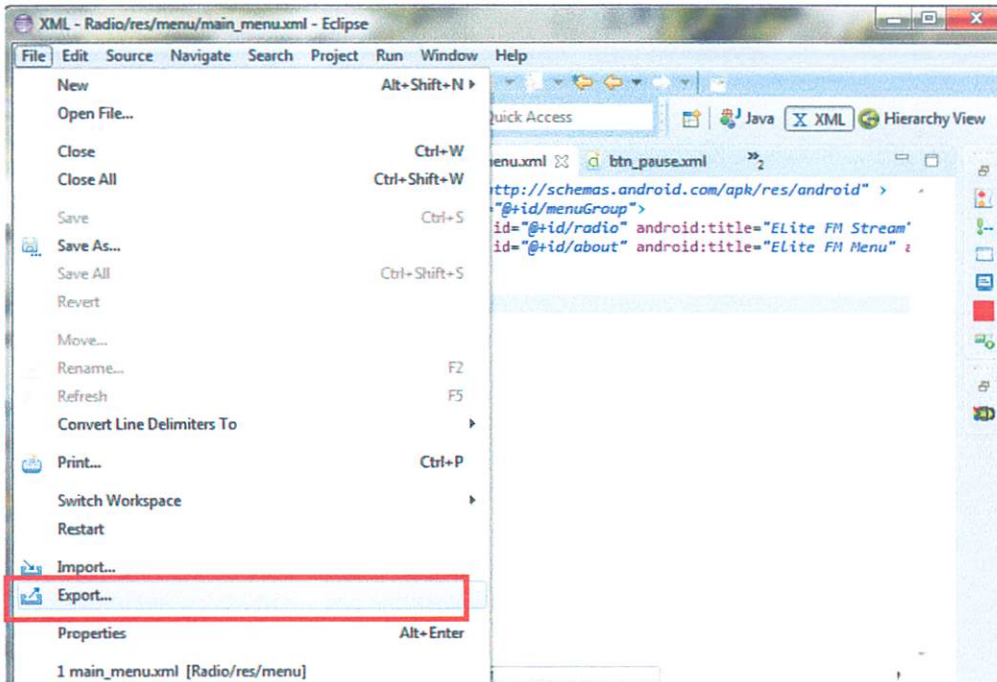 XML - Radio/res/menu/main_menu.xml - Eclipse
File Edit Source Navigate Search Project Run Window Help
New Alt+Shift+N
Open File...
Quick Access
Java XML Hierarchy View
Close Ctrl+W
Close All Ctrl+Shift+W
enu.xml btn_pause.xml 2
ttp://schemas.android.com/apk/res/android" >
="@+id/menuGroup">
id="@+id/radio" android:title="ELite FM Stream"
id="@+id/about" android:title="ELite FM Menu" a
Save Ctrl+S
Save As...
Save All Ctrl+Shift+S
Revert
Move...
Rename... F2
Refresh F5
Convert Line Delimiters To
Print... Ctrl+P
Switch Workspace
Restart
Import...
Export...
Properties Alt+Enter
1 main_menu.xml [Radio/res/menu]